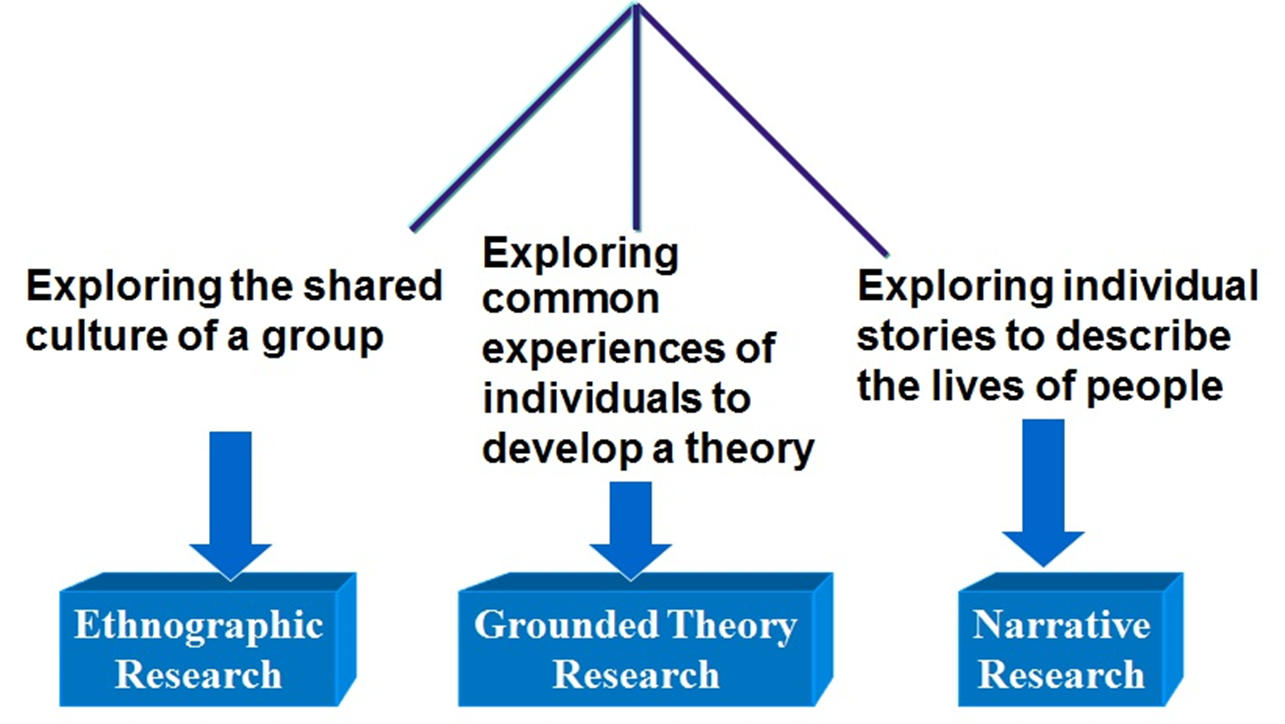 Exploring the shared
culture of a group
Exploring
common
experiences of
individuals to
develop a theory
Exploring individual
stories to describe
the lives of people
Ethnographic
Research
Grounded Theory
Research
Narrative
Research